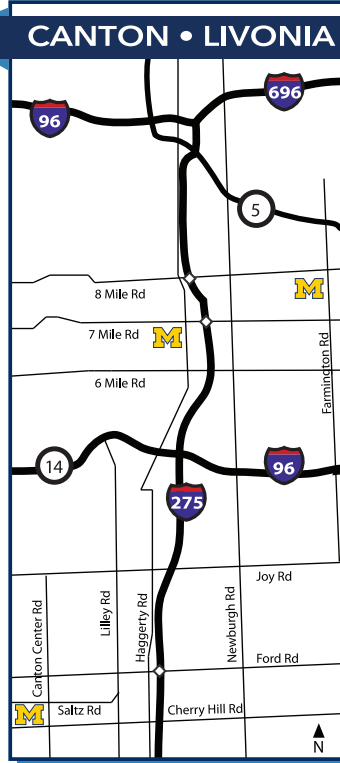 CANTON • LIVONIA
696
96
5
8 Mile Rd
M
7 Mile Rd
M
6 Mile Rd
Farmington Rd
14
96
275
Joy Rd
Canton Center Rd
Lilley Rd
Haggerty Rd
Newburgh Rd
Ford Rd
M
Saltz Rd
Cherry Hill Rd
N